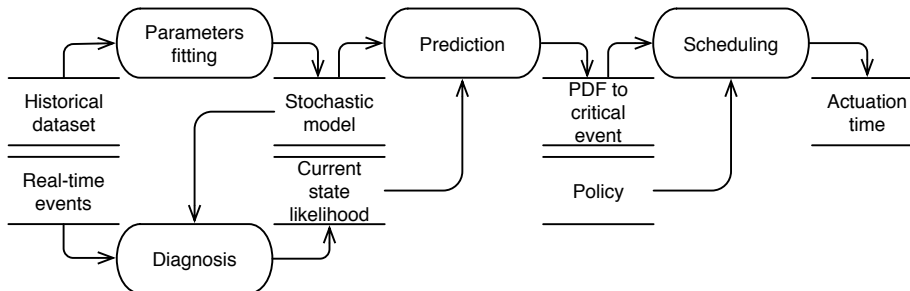 Parameters
fitting
Prediction
Scheduling
Historical
dataset
Stochastic
model
PDF to
critical
event
Actuation
time
Real-time
events
Current
state
likelihood
Policy
Diagnosis